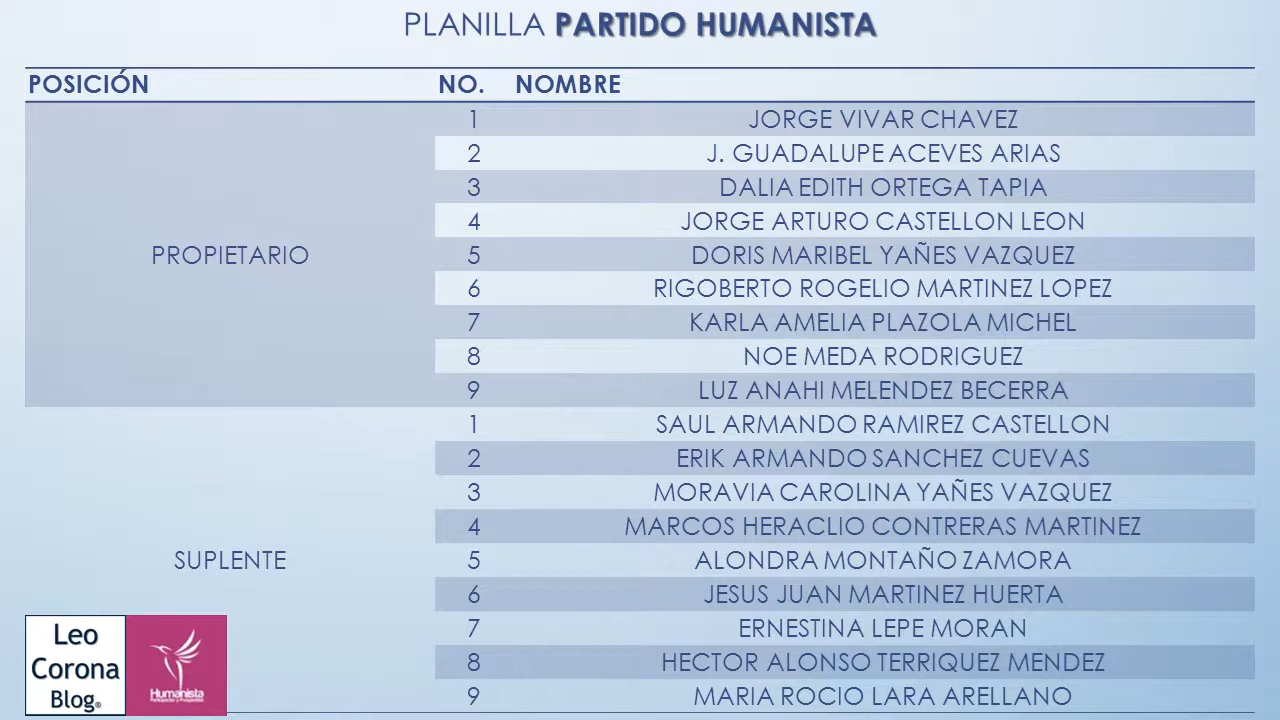 PLANILLA PARTIDO HUMANISTA
POSICIÓN NO. NOMBRE
PROPIETARIO
1 JORGE VIVAR CHAVEZ
2 J. GUADALUPE ACEVES ARIAS
3 DALIA EDITH ORTEGA TAPIA
4 JORGE ARTURO CASTELLON LEON
5 DORIS MARIBEL YAÑES VAZQUEZ
6 RIGOBERTO ROGELIO MARTINEZ LOPEZ
7 KARLA AMELIA PLAZOLA MICHEL
8 NOE MEDA RODRIGUEZ
9 LUZ ANAHI MELENDEZ BECERRA
SUPLENTE
1 SAUL ARMANDO RAMIREZ CASTELLON
2 ERIK ARMANDO SANCHEZ CUEVAS
3 MORAVIA CAROLINA YAÑES VAZQUEZ
4 MARCOS HERACLIO CONTRERAS MARTINEZ
5 ALONDRA MONTAÑO ZAMORA
6 JESUS JUAN MARTINEZ HUERTA
7 ERNESTINA LEPE MORAN
8 HECTOR ALONSO TERRIQUEZ MENDEZ
9 MARIA ROCIO LARA ARELLANO
Leo
Corona
Blog®
Humanista